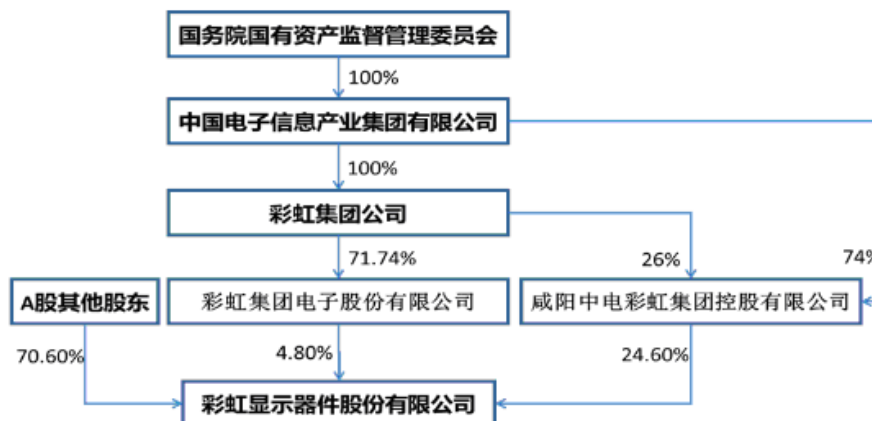 国务院国有资产监督管理委员会
100%
中国电子信息产业集团有限公司
100%
彩虹集团公司
71.74%
26%
74%
A股其他股东
彩虹集团电子股份有限公司
咸阳中电彩虹集团控股有限公司
70.60%
4.80%
24.60%
彩虹显示器件股份有限公司